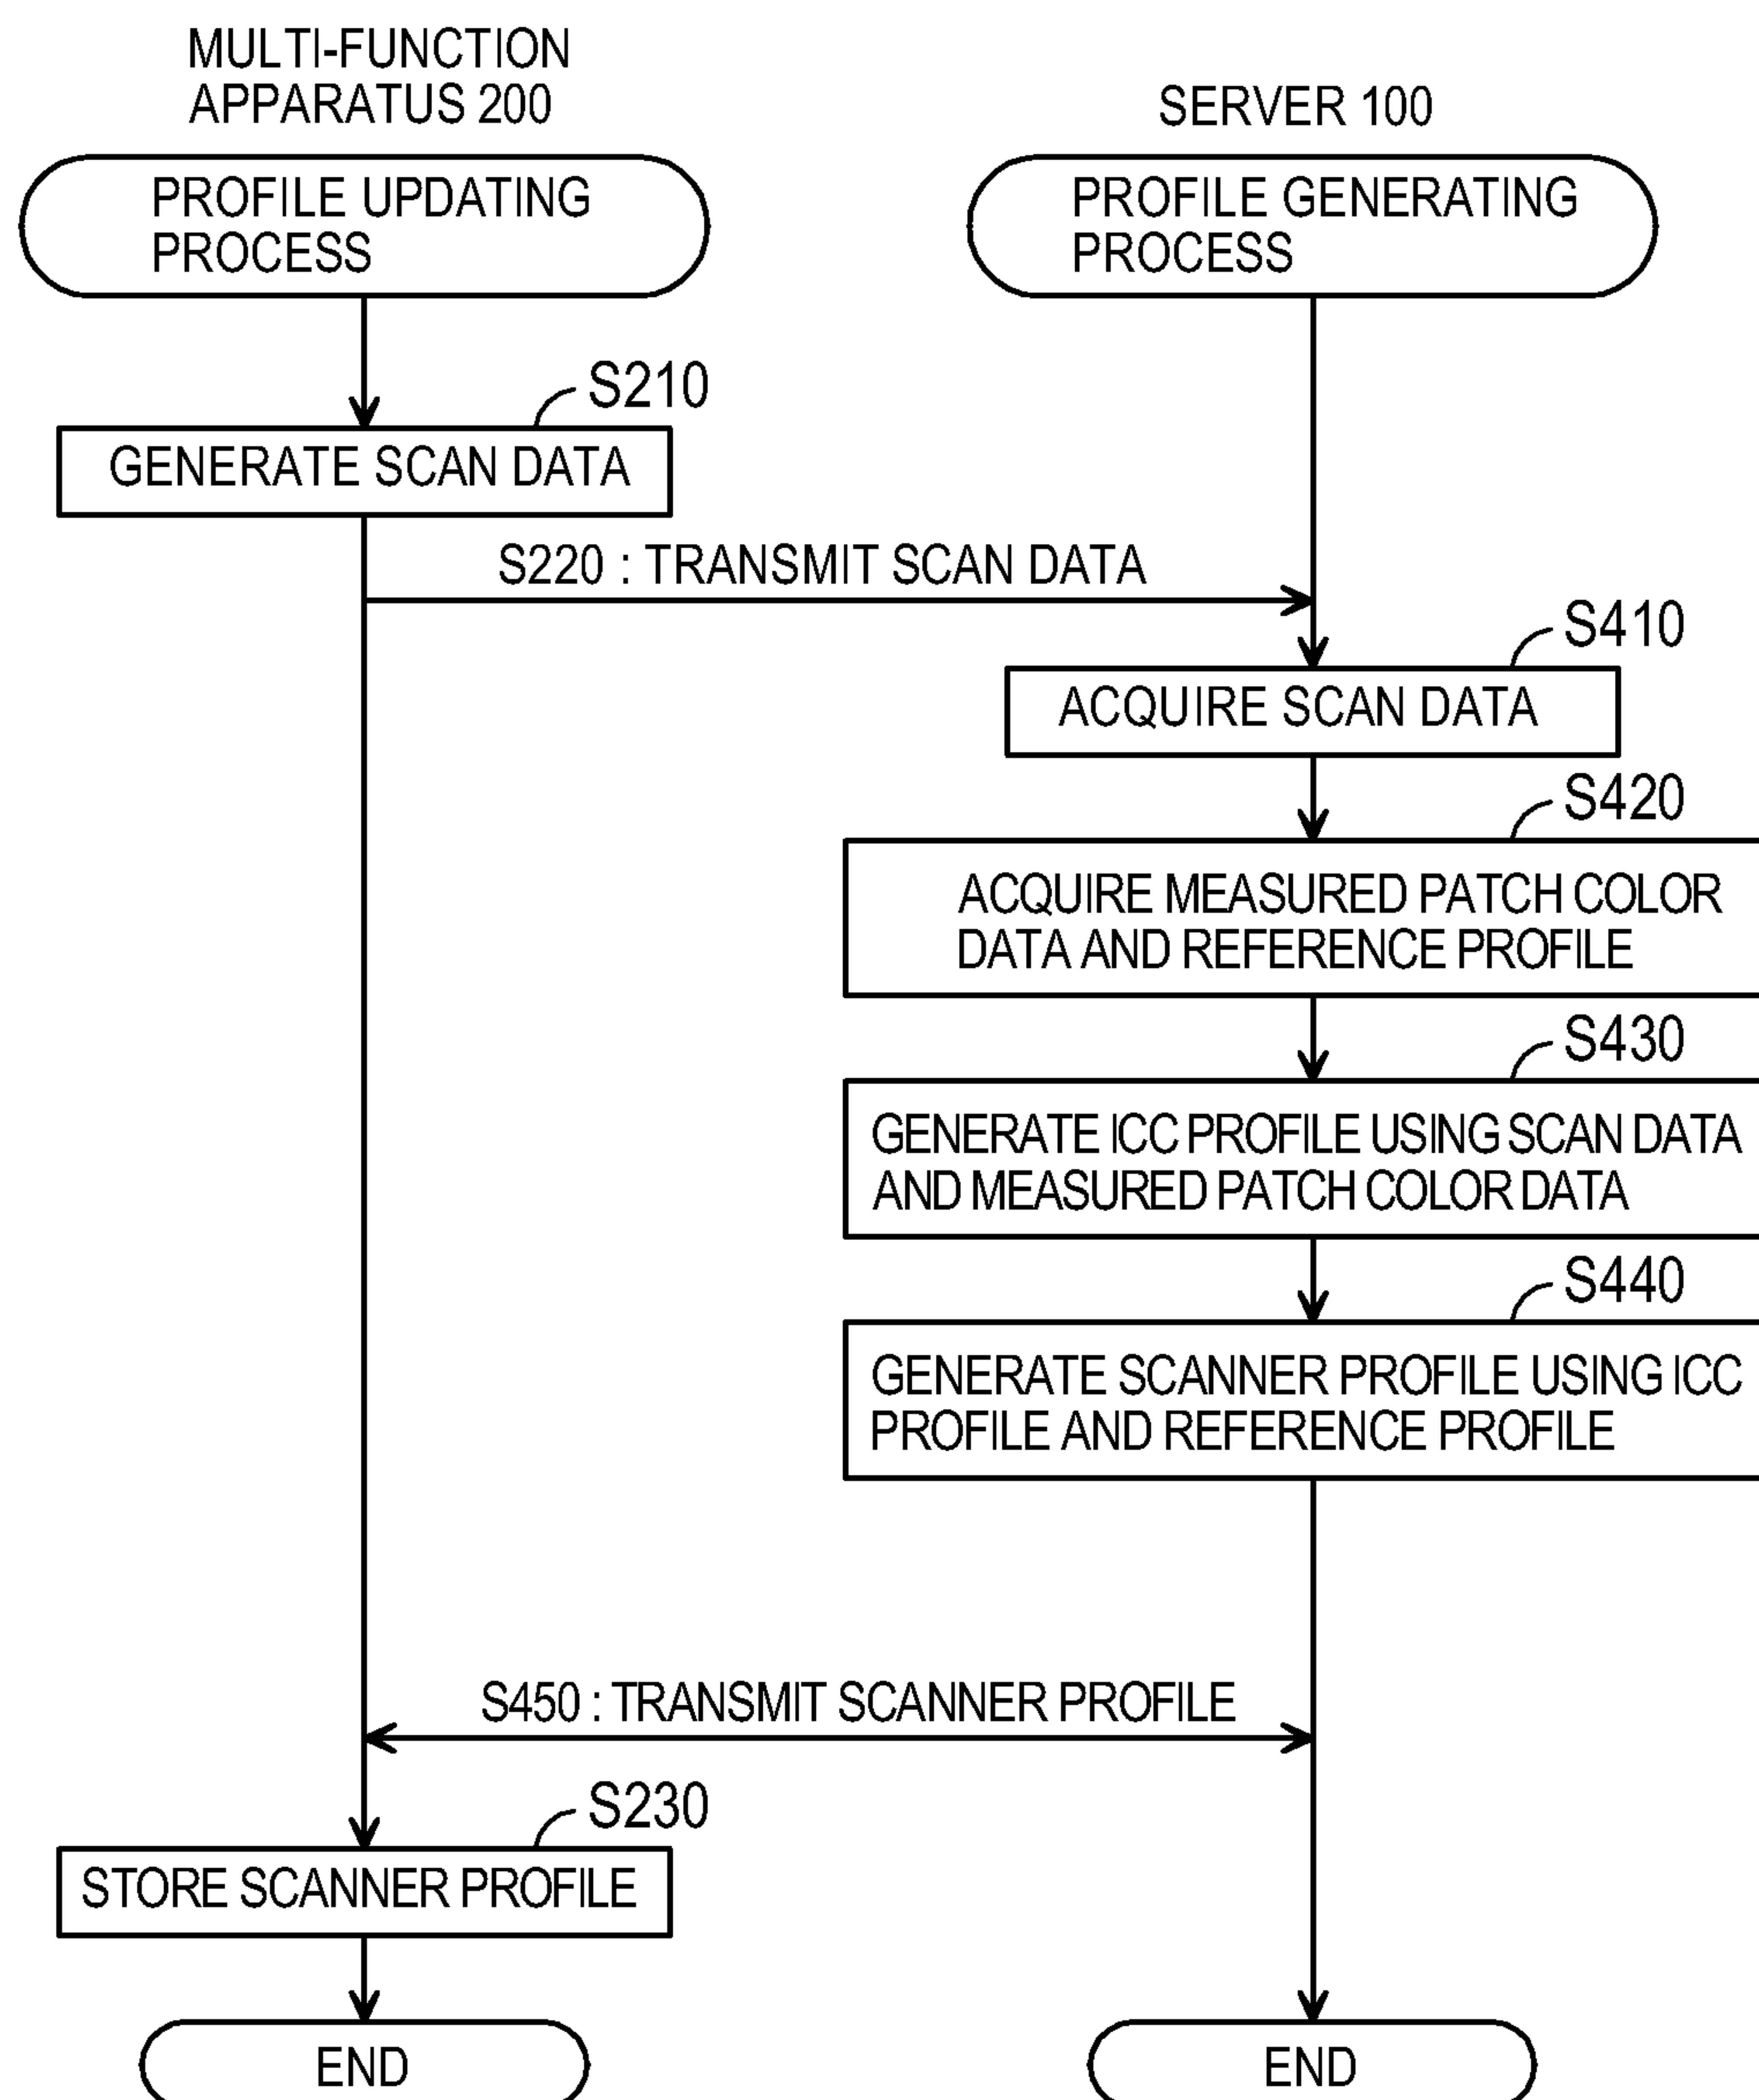 MULTI-FUNCTION
APPARATUS 200
SERVER 100
PROFILE UPDATING
PROCESS
PROFILE GENERATING
PROCESS
S210
GENERATE SCAN DATA
S220 : TRANSMIT SCAN DATA
S410
ACQUIRE SCAN DATA
S420
ACQUIRE MEASURED PATCH COLOR
DATA AND REFERENCE PROFILE
S430
GENERATE ICC PROFILE USING SCAN DATA
AND MEASURED PATCH COLOR DATA
S440
GENERATE SCANNER PROFILE USING ICC
PROFILE AND REFERENCE PROFILE
S450 : TRANSMIT SCANNER PROFILE
S230
STORE SCANNER PROFILE
END
END